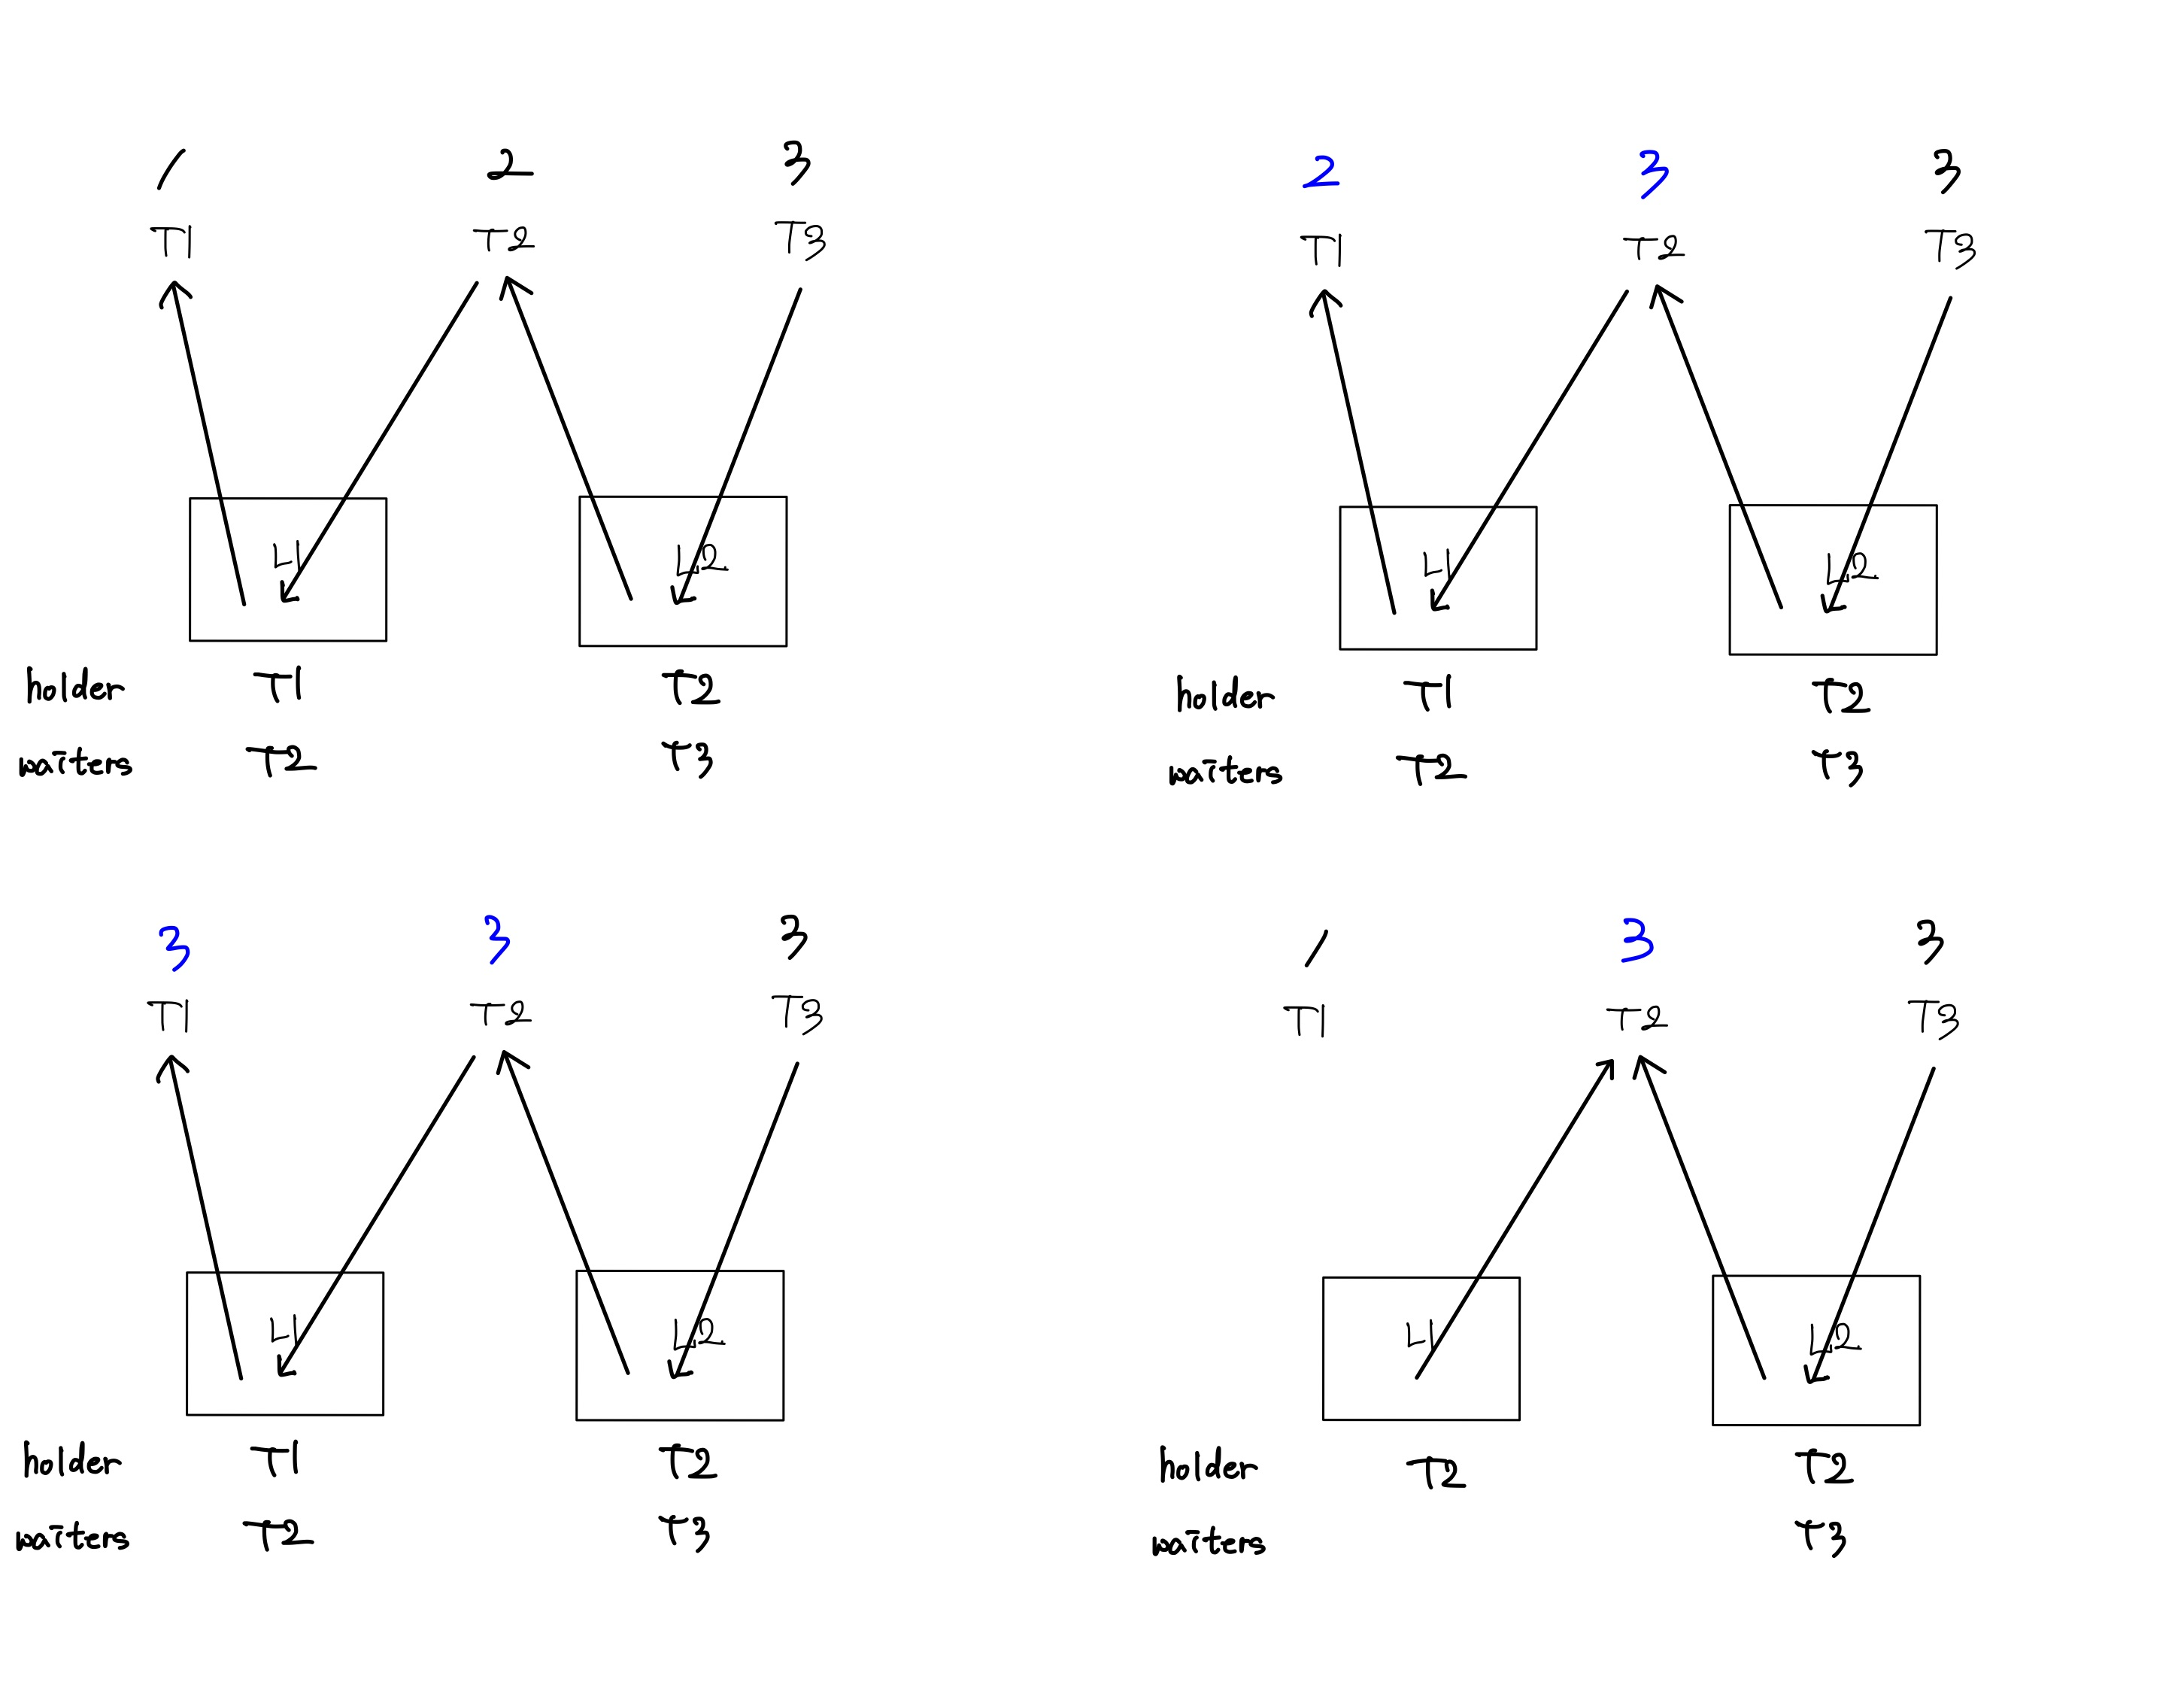 1 2 3
T1 T2 T3
L1 L2
holder T1 T2
waiters T2 T3
2 3 3
T1 T2 T3
L1 L2
holder T1 T2
waiters T2 T3
3 3 3
T1 T2 T3
L1 L2
holder T1 T2
waiters T2 T3
1 3 3
T1 T2 T3
L1 L2
holder T2 T2
waiters T3